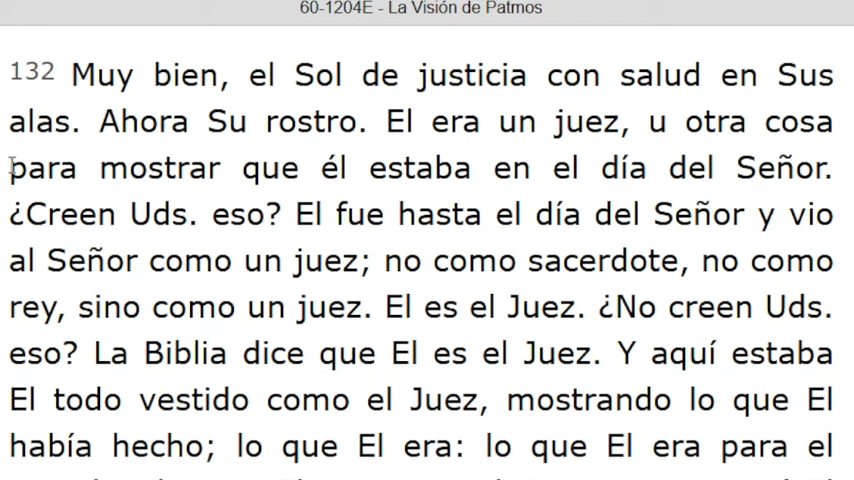 60-1204E - La Visión de Patmos
132 Muy bien, el Sol de justicia con salud en Sus
alas. Ahora Su rostro. El era un juez, u otra cosa
para mostrar que él estaba en el día del Señor.
¿Creen Uds. eso? El fue hasta el día del Señor y vio
al Señor como un juez; no como sacerdote, no como
rey, sino como un juez. El es el Juez. ¿No creen Uds.
eso? La Biblia dice que El es el Juez. Y aquí estaba
El todo vestido como el Juez, mostrando lo que El
había hecho; lo que El era: lo que El era para el